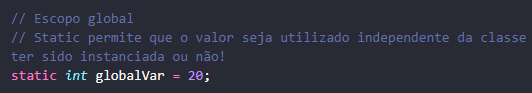 // Escopo global
// Static permite que o valor seja utilizado independente da classe
ter sido instanciada ou não!
static int globalVar = 20;